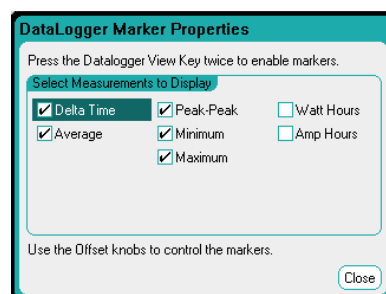 DataLogger Marker Properties
Press the Datalogger View Key twice to enable markers.
Select Measurements to Display
Delta Time Peak-Peak Watt Hours
Average Minimum Amp Hours
Maximum
Use the Offset knobs to control the markers.
Close